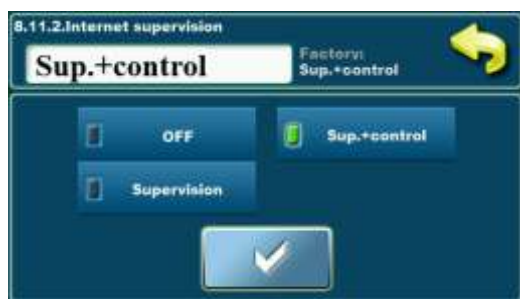 8.11.2.Internet supervision
Sup.+control
Factory:
Sup.+control
OFF
Sup.+control
Supervision